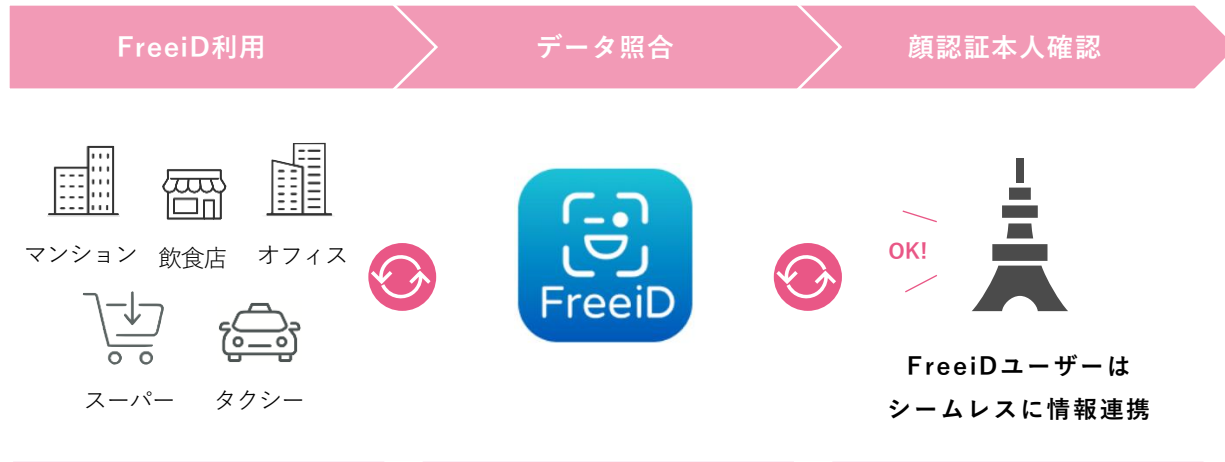 FreeiD利用
データ照合
顔認証本人確認
マンション
飲食店
オフィス
スーパー
タクシー
FreeiD
OK!
FreeiDユーザーは
シームレスに情報連携